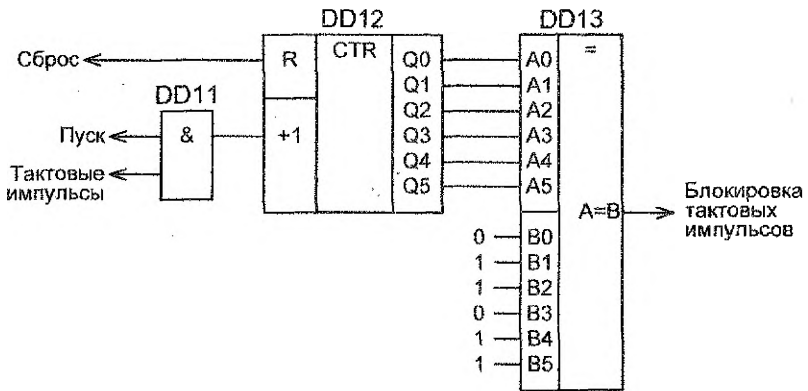 DD12
DD13
Сброс
R
CTR
Q0
Q1
Q2
Q3
Q4
Q5
A0
A1
A2
A3
A4
A5
=
DD11
Пуск
&
+1
Тактовые
импульсы
A=B
Блокировка
тактовых
импульсов
0
B0
1
B1
1
B2
0
B3
1
B4
1
B5